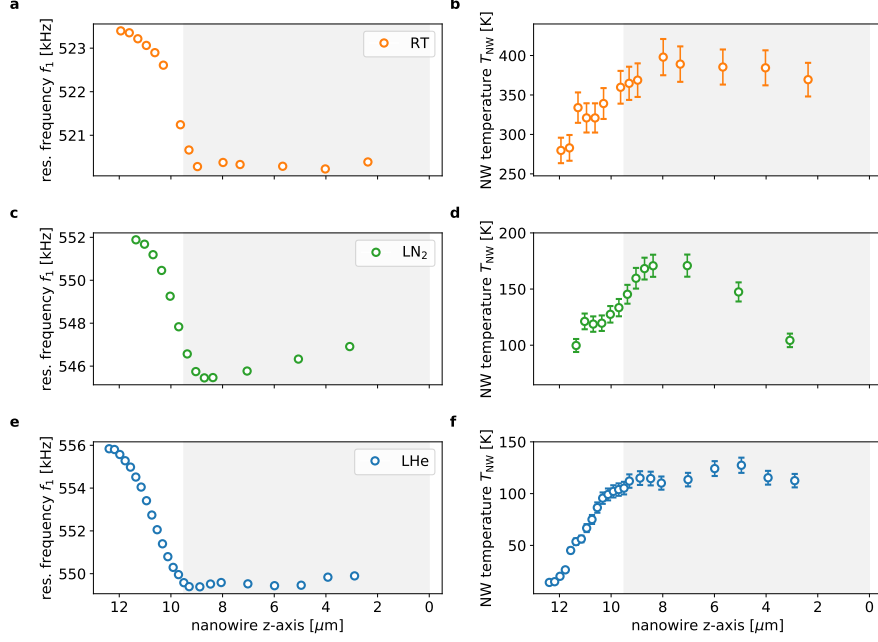 a
res. frequency f₁ [kHz]
523
522
521
RT
b
NW temperature T_NW [K]
400
350
300
250
c
res. frequency f₁ [kHz]
552
550
548
546
LN₂
d
NW temperature T_NW [K]
200
150
100
e
res. frequency f₁ [kHz]
556
554
552
550
LHe
12 10 8 6 4 2 0
nanowire z-axis [μm]
f
NW temperature T_NW [K]
150
100
50
12 10 8 6 4 2 0
nanowire z-axis [μm]